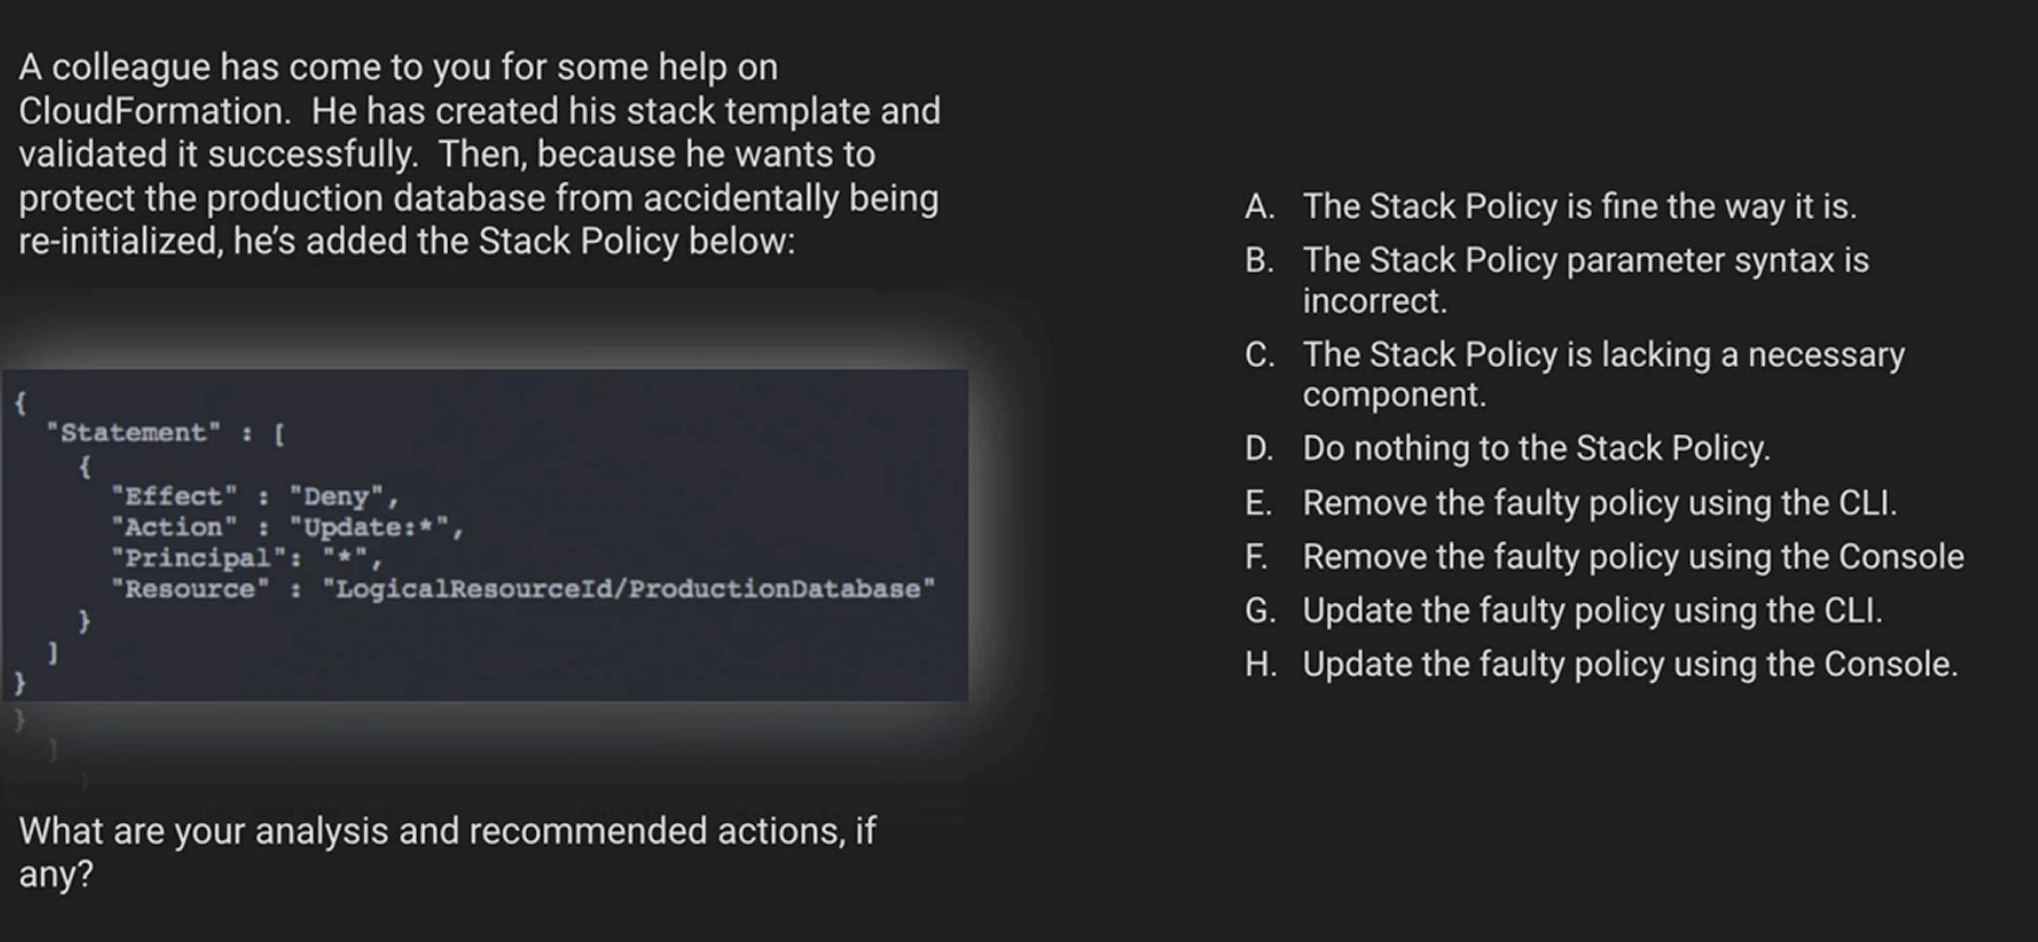 A colleague has come to you for some help on
CloudFormation.  He has created his stack template and
validated it successfully.  Then, because he wants to
protect the production database from accidentally being
re-initialized, he’s added the Stack Policy below:
{
  "Statement" : [
    {
      "Effect" : "Deny",
      "Action" : "Update:*",
      "Principal": "*",
      "Resource" : "LogicalResourceId/ProductionDatabase"
    }
  ]
}
What are your analysis and recommended actions, if
any?
A. The Stack Policy is fine the way it is.
B. The Stack Policy parameter syntax is
incorrect.
C. The Stack Policy is lacking a necessary
component.
D. Do nothing to the Stack Policy.
E. Remove the faulty policy using the CLI.
F. Remove the faulty policy using the Console
G. Update the faulty policy using the CLI.
H. Update the faulty policy using the Console.